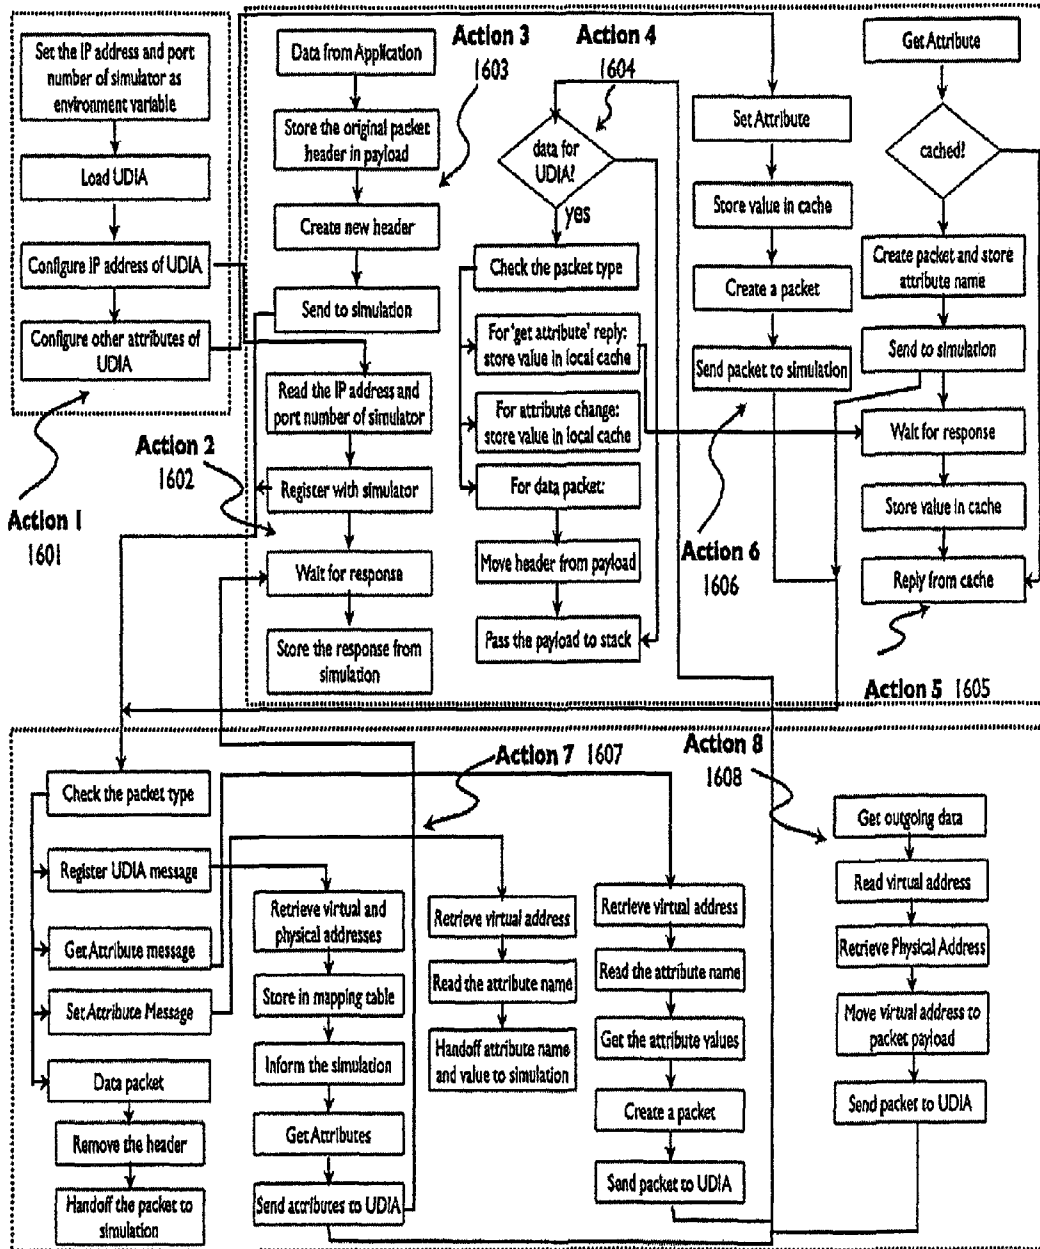 Set the IP address and port
number of simulator as
environment variable
Load UDIA
Configure IP address of UDIA
Configure other attributes of
UDIA
Action 1
1601
Data from Application
Store the original packet
header in payload
Create new header
Send to simulation
Action 3
1603
Read the IP address and
port number of simulator
Register with simulator
Wait for response
Store the response from
simulation
Action 2
1602
Action 4
1604
data for
UDIA?
yes
Check the packet type
For 'get attribute' reply:
store value in local cache
For attribute change:
store value in local cache
For data packet:
Move header from payload
Pass the payload to stack
Set Attribute
Store value in cache
Create a packet
Send packet to simulation
Action 6
1606
Get Attribute
cached?
Create packet and store
attribute name
Send to simulation
Wait for response
Store value in cache
Reply from cache
Action 5 1605
Check the packet type
Register UDIA message
Get Attribute message
Set Attribute Message
Data packet
Remove the header
Handoff the packet to
simulation
Action 7 1607
Retrieve virtual and
physical addresses
Store in mapping table
Inform the simulation
Get Attributes
Send attributes to UDIA
Retrieve virtual address
Read the attribute name
Handoff attribute name
and value to simulation
Retrieve virtual address
Read the attribute name
Get the attribute values
Create a packet
Send packet to UDIA
Action 8
1608
Get outgoing data
Read virtual address
Retrieve Physical Address
Move virtual address to
packet payload
Send packet to UDIA